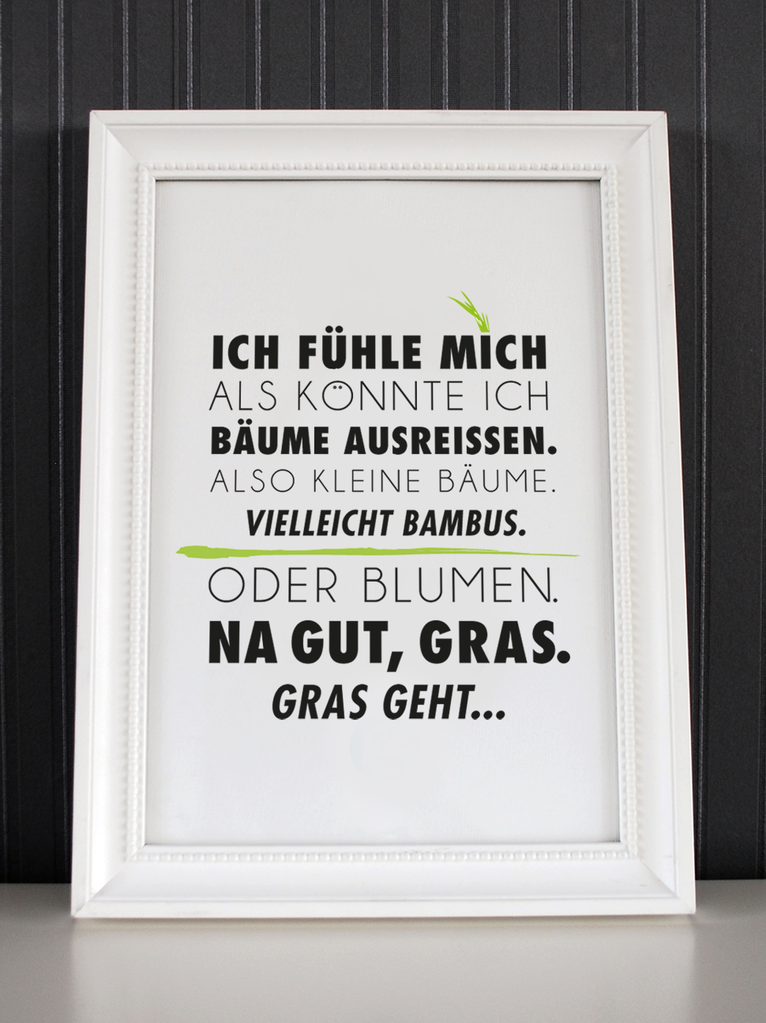 ICH FÜHLE MICH
ALS KÖNNTE ICH
BÄUME AUSREISSEN.
ALSO KLEINE BÄUME.
VIELLEICHT BAMBUS.
ODER BLUMEN.
NA GUT, GRAS.
GRAS GEHT...